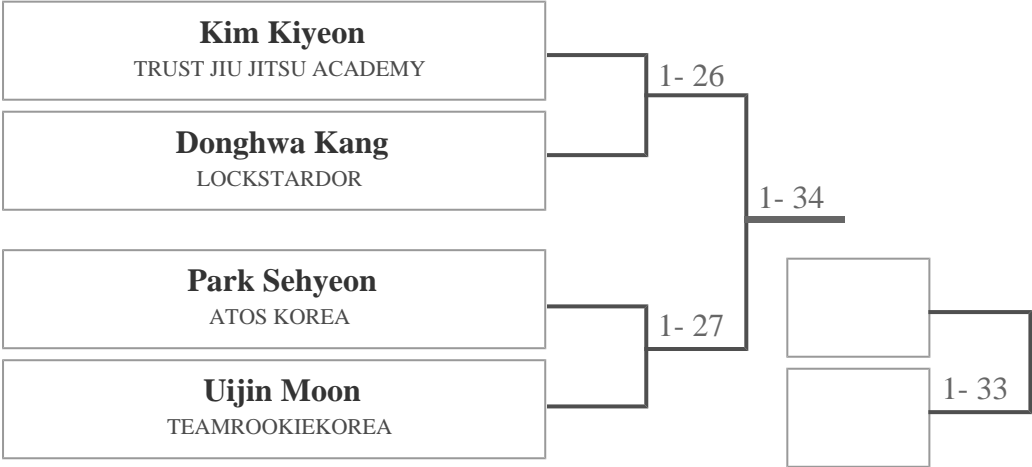 Kim Kiyeon
TRUST JIU JITSU ACADEMY
1- 26
Donghwa Kang
LOCKSTARDOR
1- 34
Park Sehyeon
ATOS KOREA
1- 27
Uijin Moon
TEAMROOKIEKOREA
1- 33